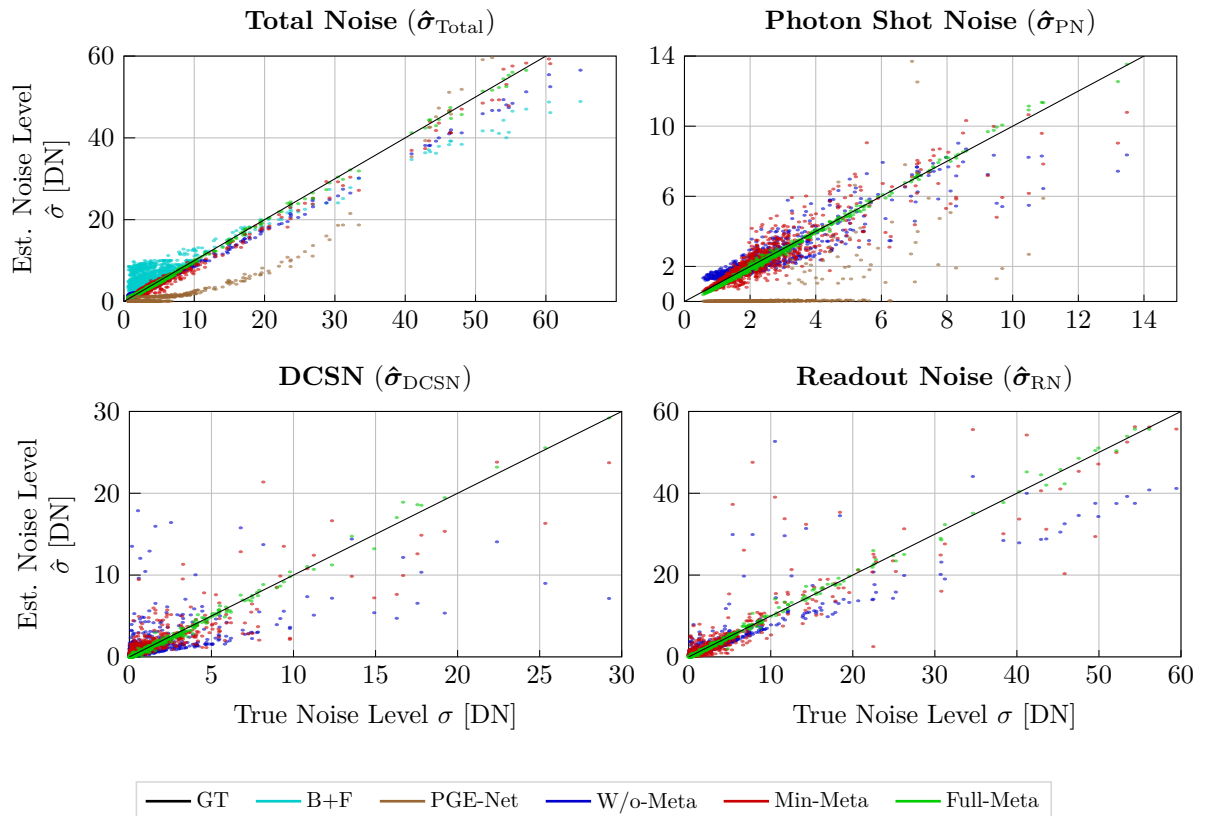 Total Noise (σ̂Total)
Photon Shot Noise (σ̂PN)
Est. Noise Level
σ̂ [DN]
60
40
20
0
0 10 20 30 40 50 60
14
10
6
2
0
0 2 4 6 8 10 12 14
DCSN (σ̂DCSN)
Readout Noise (σ̂RN)
Est. Noise Level
σ̂ [DN]
30
20
10
0
0 5 10 15 20 25 30
True Noise Level σ [DN]
60
40
20
0
0 10 20 30 40 50 60
True Noise Level σ [DN]
GT B+F PGE-Net W/o-Meta Min-Meta Full-Meta